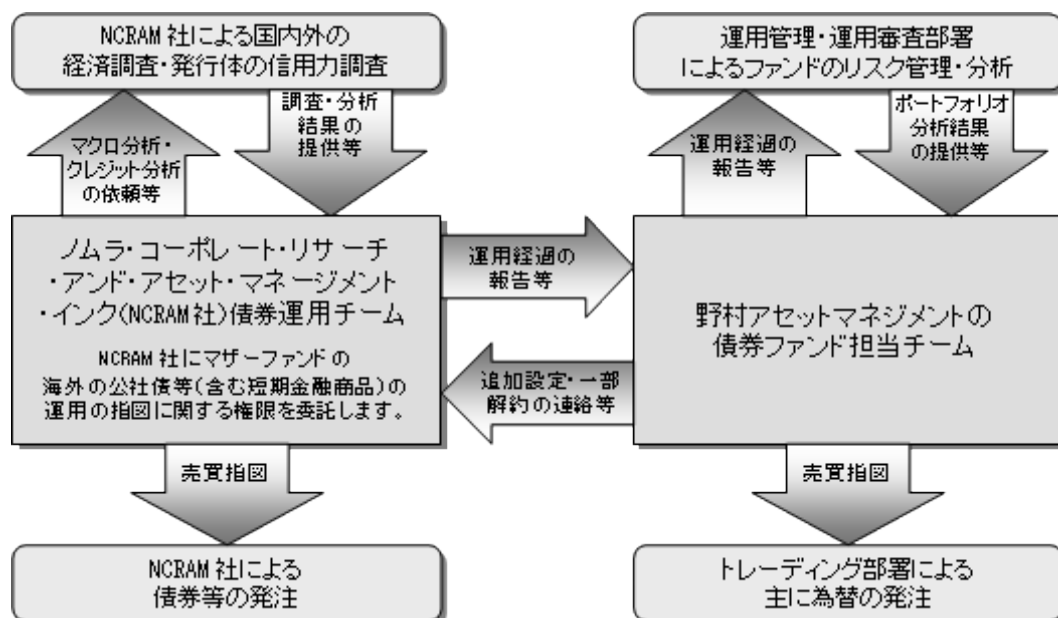 NCRAM社による国内外の
経済調査・発行体の信用力調査
運用管理・運用審査部署
によるファンドのリスク管理・分析
マクロ分析・
クレジット分析
の依頼等
調査・分析
結果の
提供等
運用経過の
報告等
ポートフォリオ
分析結果
の提供等
ノムラ・コーポレート・リサーチ
・アンド・アセット・マネージメント
・インク(NCRAM社)債券運用チーム
NCRAM社にマザーファンドの
海外の公社債等(含む短期金融商品)の
運用の指図に関する権限を委託します。
運用経過の
報告等
追加設定・一部
解約の連絡等
野村アセットマネジメントの
債券ファンド担当チーム
売買指図
売買指図
NCRAM社による
債券等の発注
トレーディング部署による
主に為替の発注